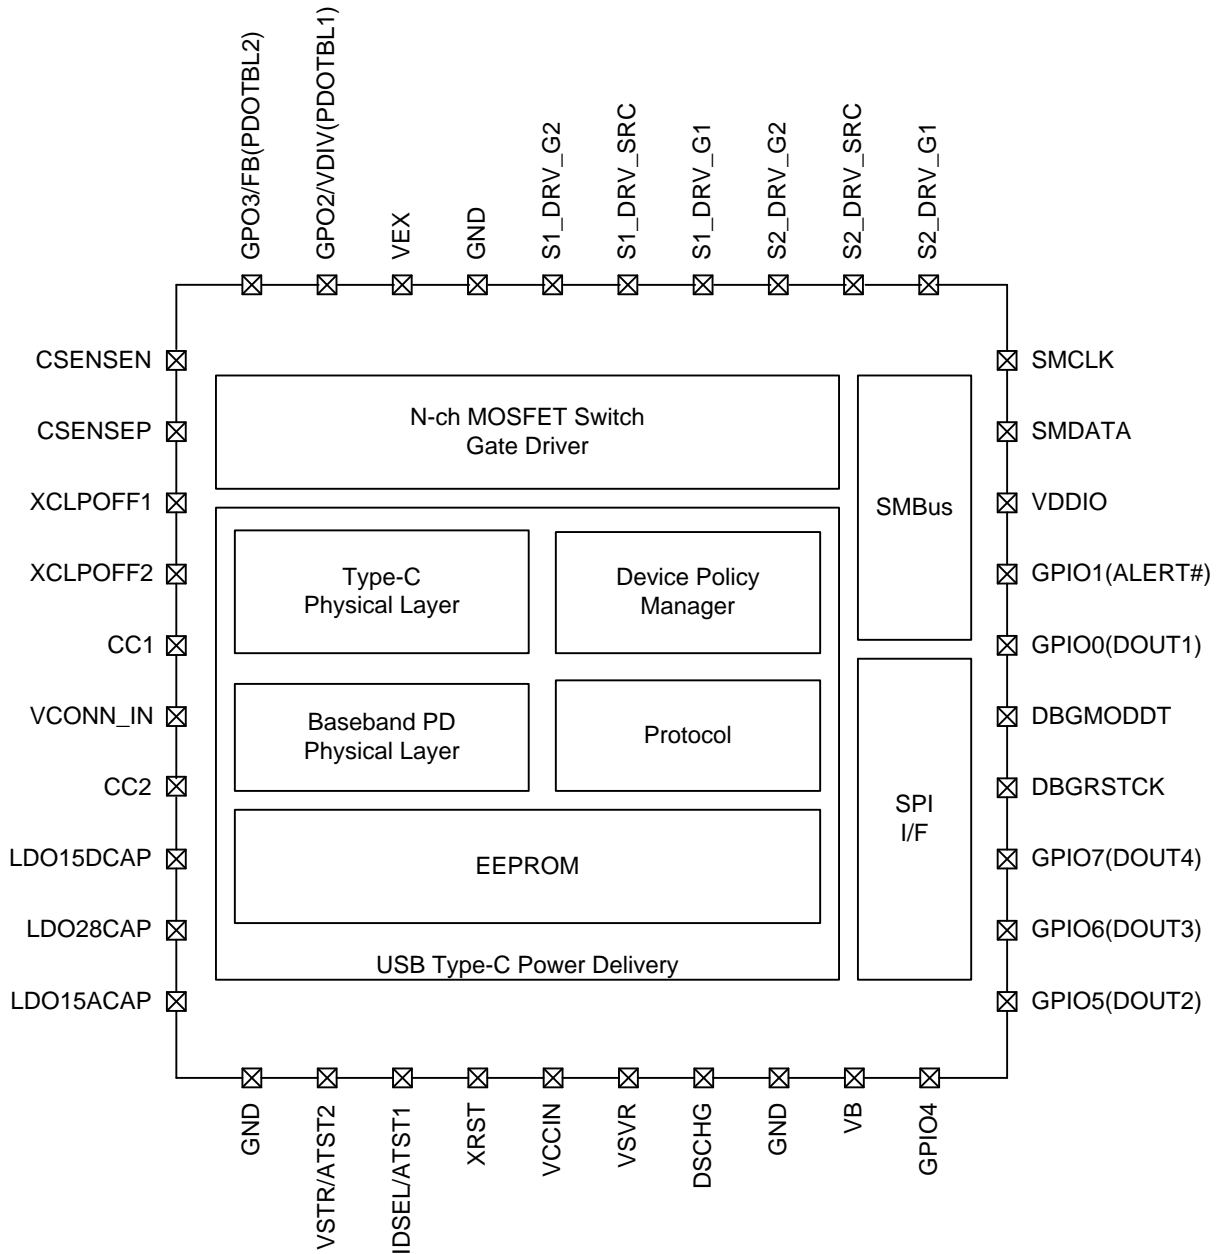 GPO3/FB(PDOTBL2)
GPO2/VDIV(PDOTBL1)
VEX
GND
S1_DRV_G2
S1_DRV_SRC
S1_DRV_G1
S2_DRV_G2
S2_DRV_SRC
S2_DRV_G1
CSENSEN
CSENSEP
XCLPOFF1
XCLPOFF2
CC1
VCONN_IN
CC2
LDO15DCAP
LDO28CAP
LDO15ACAP
N-ch MOSFET Switch
Gate Driver
Type-C
Physical Layer
Device Policy
Manager
Baseband PD
Physical Layer
Protocol
EEPROM
USB Type-C Power Delivery
SMBus
SPI
I/F
SMCLK
SMDATA
VDDIO
GPIO1(ALERT#)
GPIO0(DOUT1)
DBGMODDT
DBGRSTCK
GPIO7(DOUT4)
GPIO6(DOUT3)
GPIO5(DOUT2)
GND
VSTR/ATST2
IDSEL/ATST1
XRST
VCCIN
VSVR
DSCHG
GND
VB
GPIO4